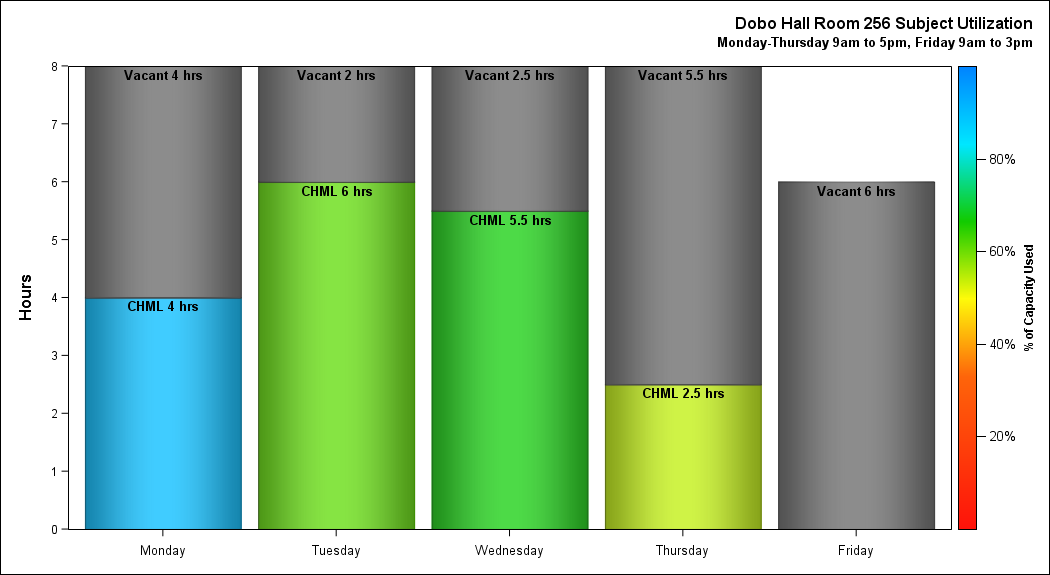 Dobo Hall Room 256 Subject Utilization
Monday-Thursday 9am to 5pm, Friday 9am to 3pm
8
7
6
5
4
3
2
1
0
Hours
Vacant 4 hrs
Vacant 2 hrs
Vacant 2.5 hrs
Vacant 5.5 hrs
CHML 6 hrs
Vacant 6 hrs
CHML 5.5 hrs
CHML 4 hrs
CHML 2.5 hrs
Monday
Tuesday
Wednesday
Thursday
Friday
80%
60%
40%
20%
% of Capacity Used